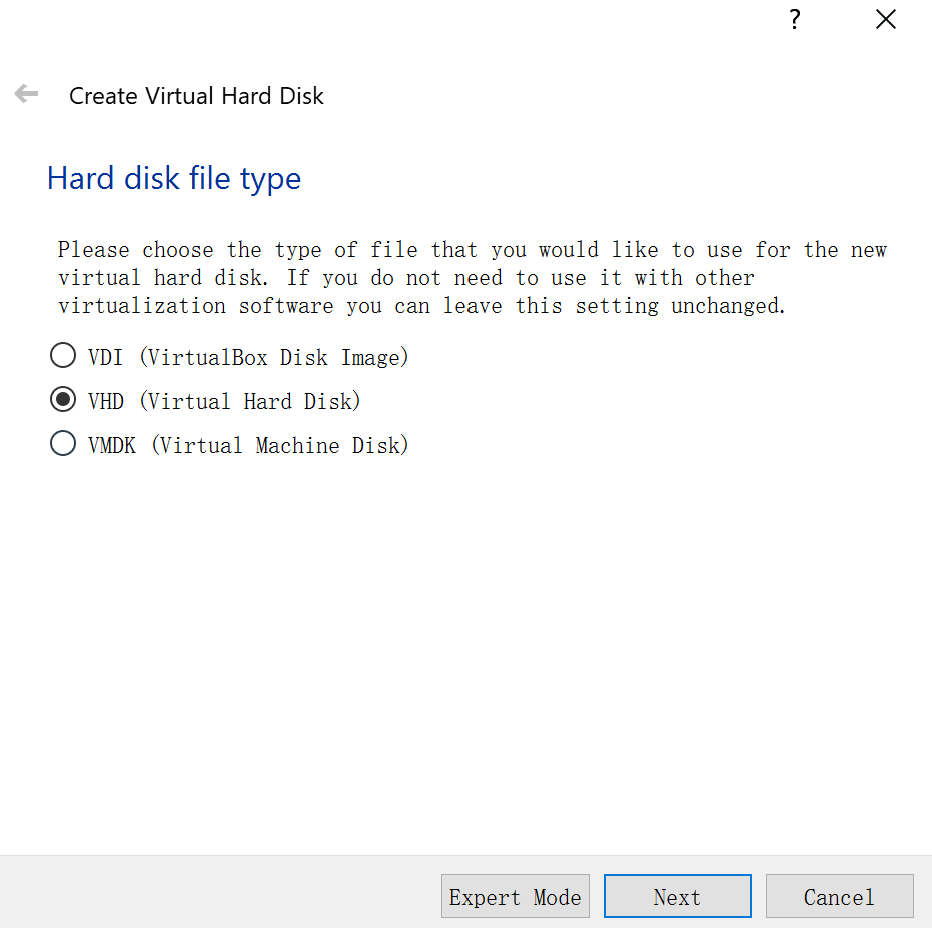 ?
Create Virtual Hard Disk
Hard disk file type
Please choose the type of file that you would like to use for the new
virtual hard disk. If you do not need to use it with other
virtualization software you can leave this setting unchanged.
VDI (VirtualBox Disk Image)
VHD (Virtual Hard Disk)
VMDK (Virtual Machine Disk)
Expert Mode
Next
Cancel